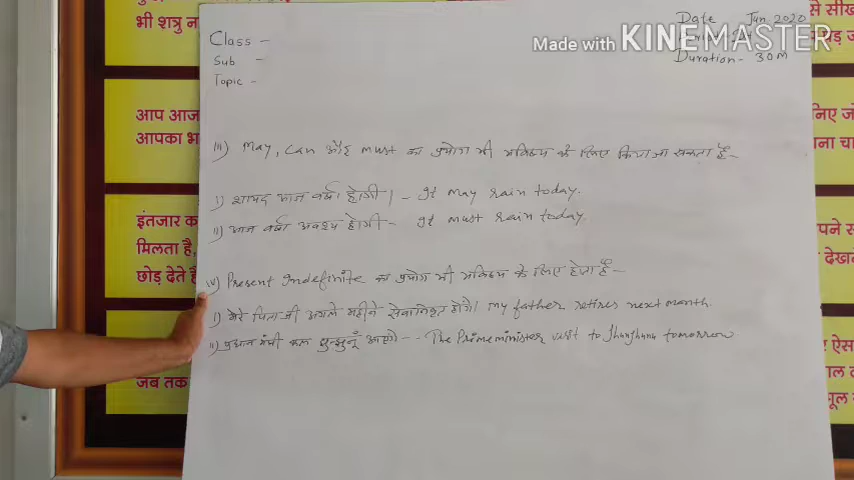 Date Jun 2020
Duration - 30M
Made with KINEMASTER
Class -
Sub -
Topic -
III) May, can और must का प्रयोग भी भविष्य के लिए किया जा सकता है -
I) शायद आज वर्षा होगी। - It may rain today.
II) आज वर्षा अवश्य होगी - It must rain today.
IV) Present Indefinite का प्रयोग भी भविष्य के लिए होता है -
I) मेरे पिताजी अगले महीने सेवानिवृत होंगे। my father retires next month.
II) प्रधान मंत्री कल झुन्झुनूँ आएंगे - - The Prime minister visit to Jhunjhunu tomorrow.
भी शत्रु
आप आज
आपका
इंतजार
मिलता है,
छोड़ देते
जब तक